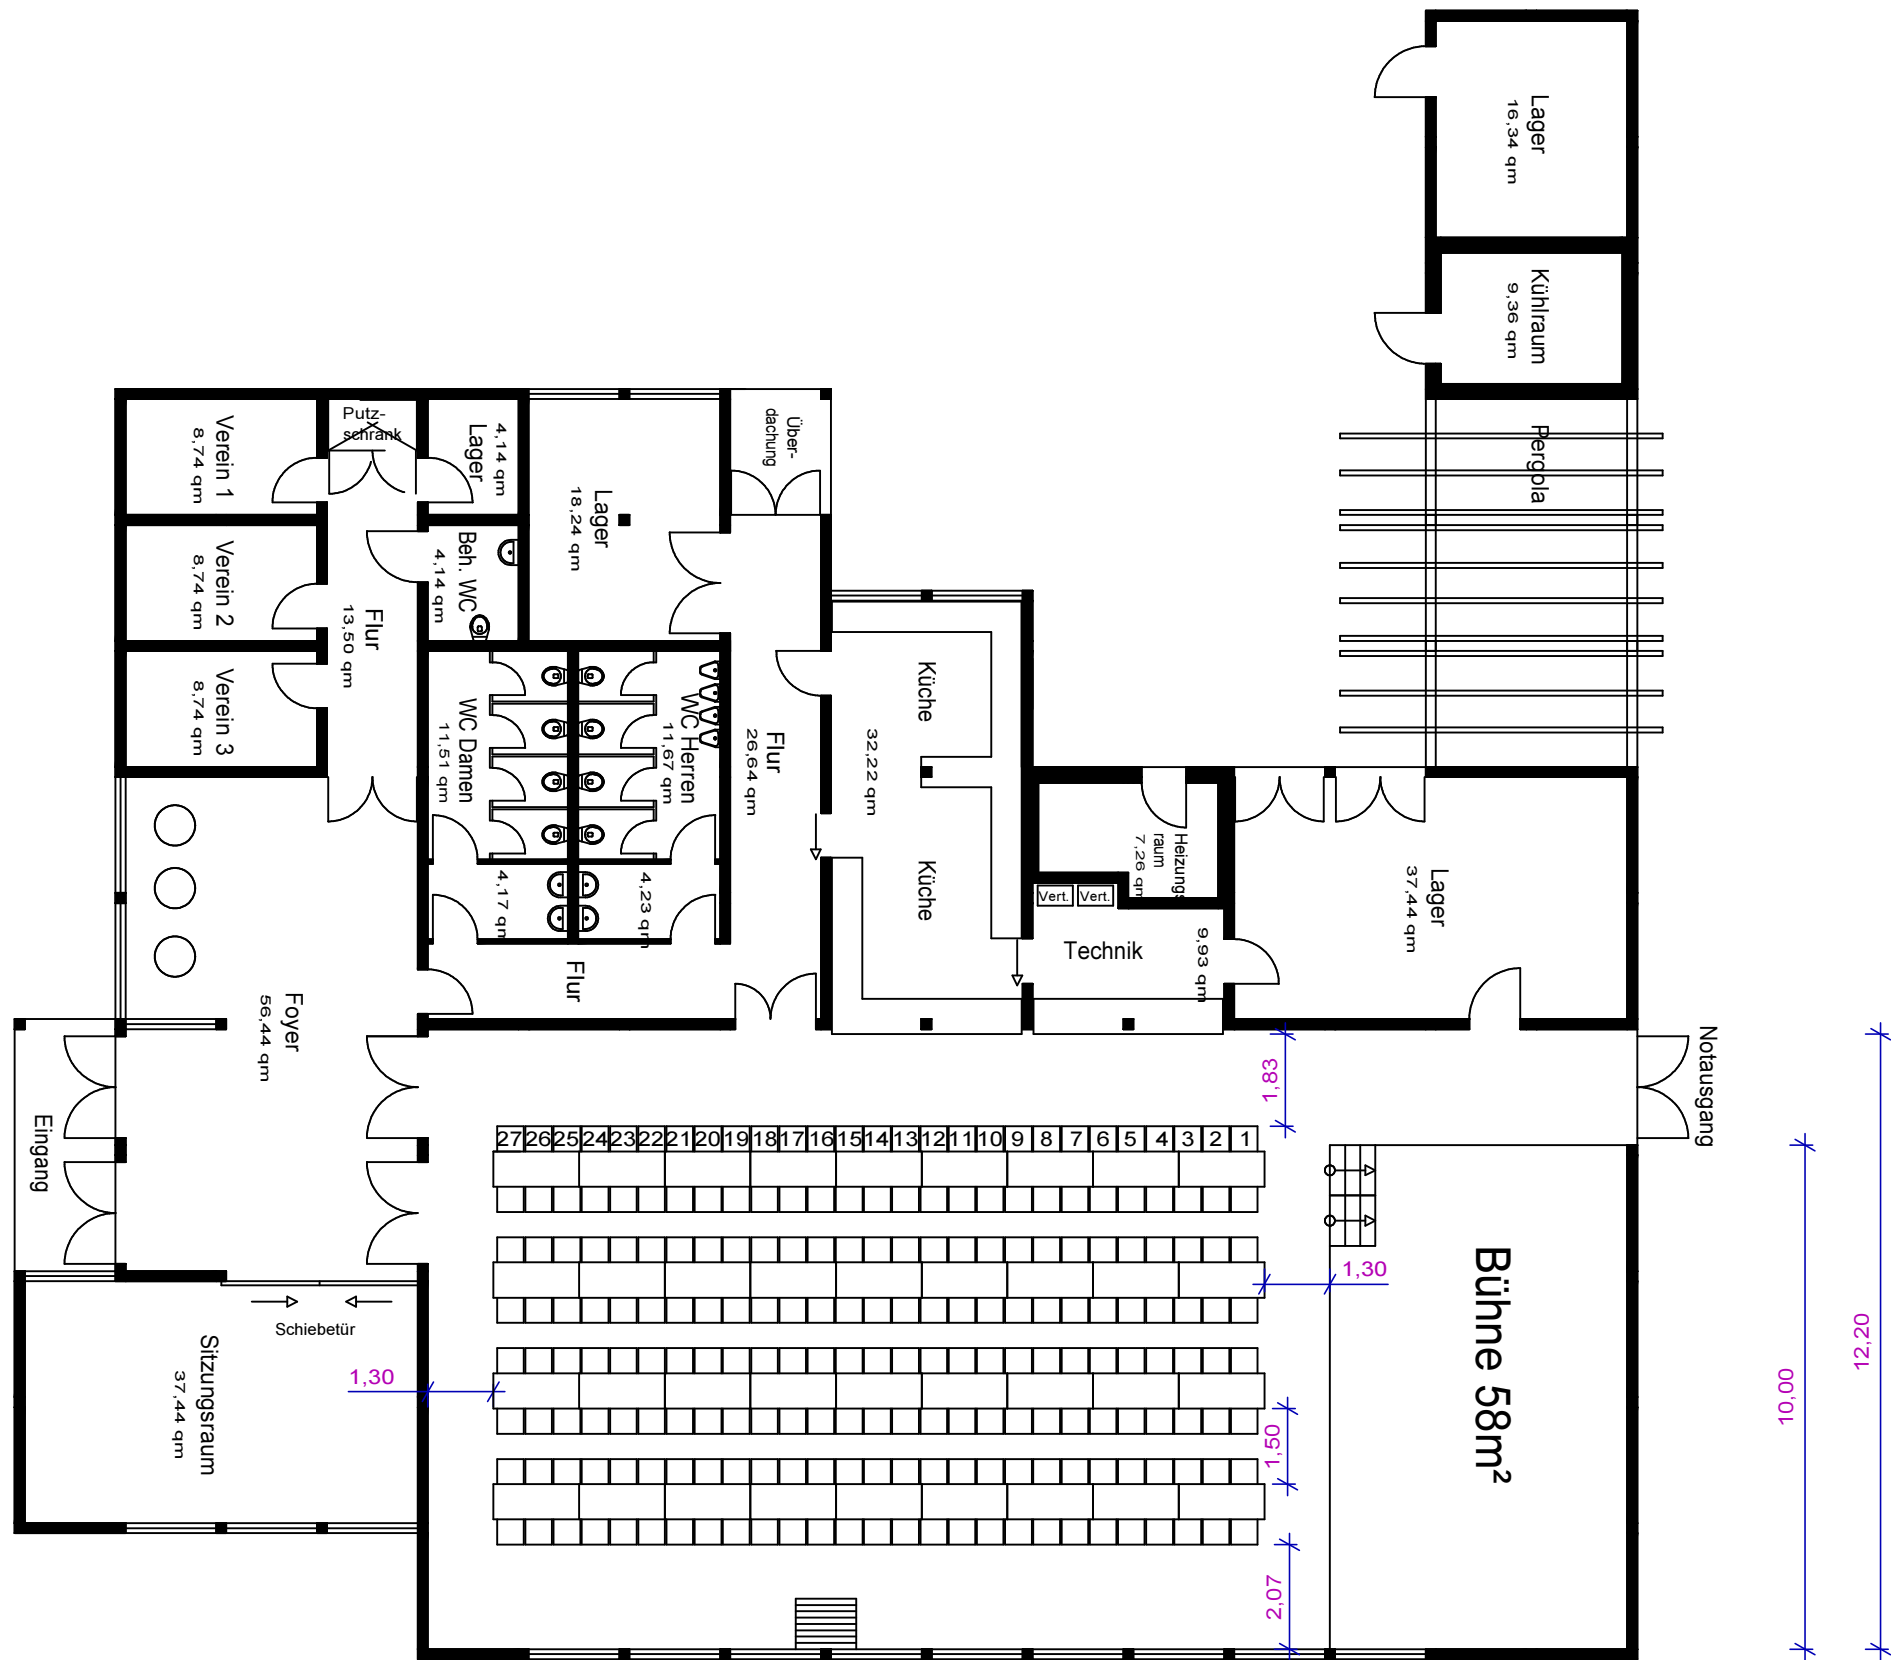 Lager
16,34 qm
Kühlraum
9,36 qm
Pergola
Putz-
schrank
Verein 1
8,74 qm
4,14 qm
Lager
Lager
18,24 qm
Über-
dachung
Verein 2
8,74 qm
Beh. WC
4,14 qm
Flur
13,50 qm
Verein 3
8,74 qm
WC Damen
11,51 qm
WC Herren
11,67 qm
Flur
26,64 qm
Küche
32,22 qm
Küche
Heizungs
raum
7,26 qm
Vert.
Vert.
Technik
9,93 qm
Lager
37,44 qm
4,17 qm
4,23 qm
Flur
Foyer
56,44 qm
Eingang
Notausgang
1,83
27 26 25 24 23 22 21 20 19 18 17 16 15 14 13 12 11 10 9 8 7 6 5 4 3 2 1
1,30
Bühne 58m²
Schiebetür
Sitzungsraum
37,44 qm
1,30
1,50
2,07
10,00
12,20